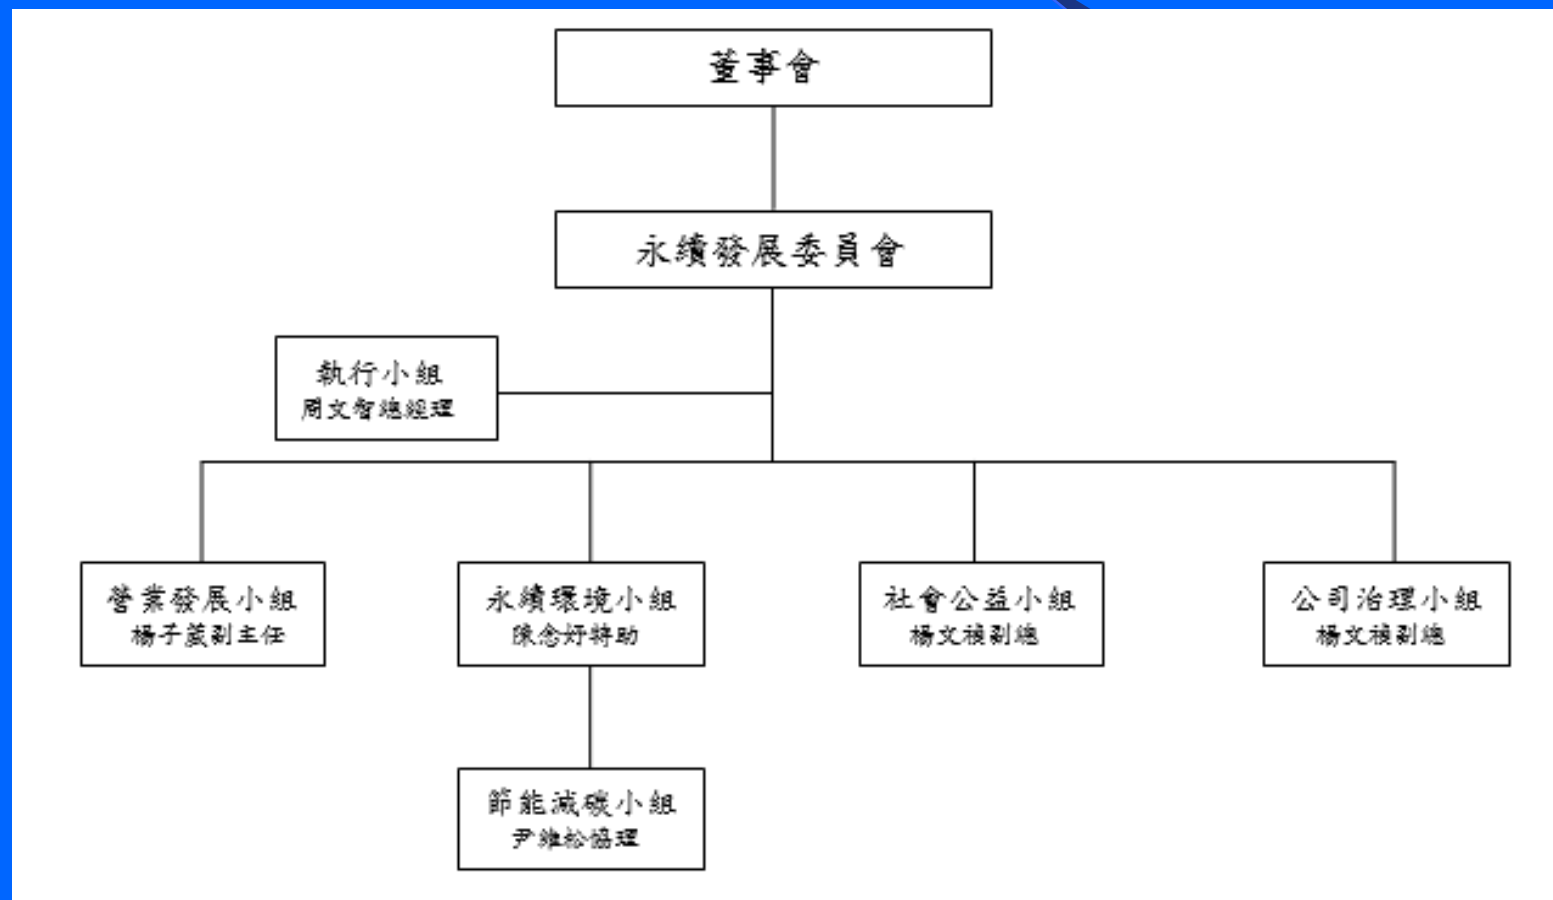 董事會
永續發展委員會
執行小組
周文智總經理
營業發展小組
楊子葳副主任
永續環境小組
陳念妤特助
社會公益小組
楊文禎副總
公司治理小組
楊文禎副總
節能減碳小組
尹維松協理